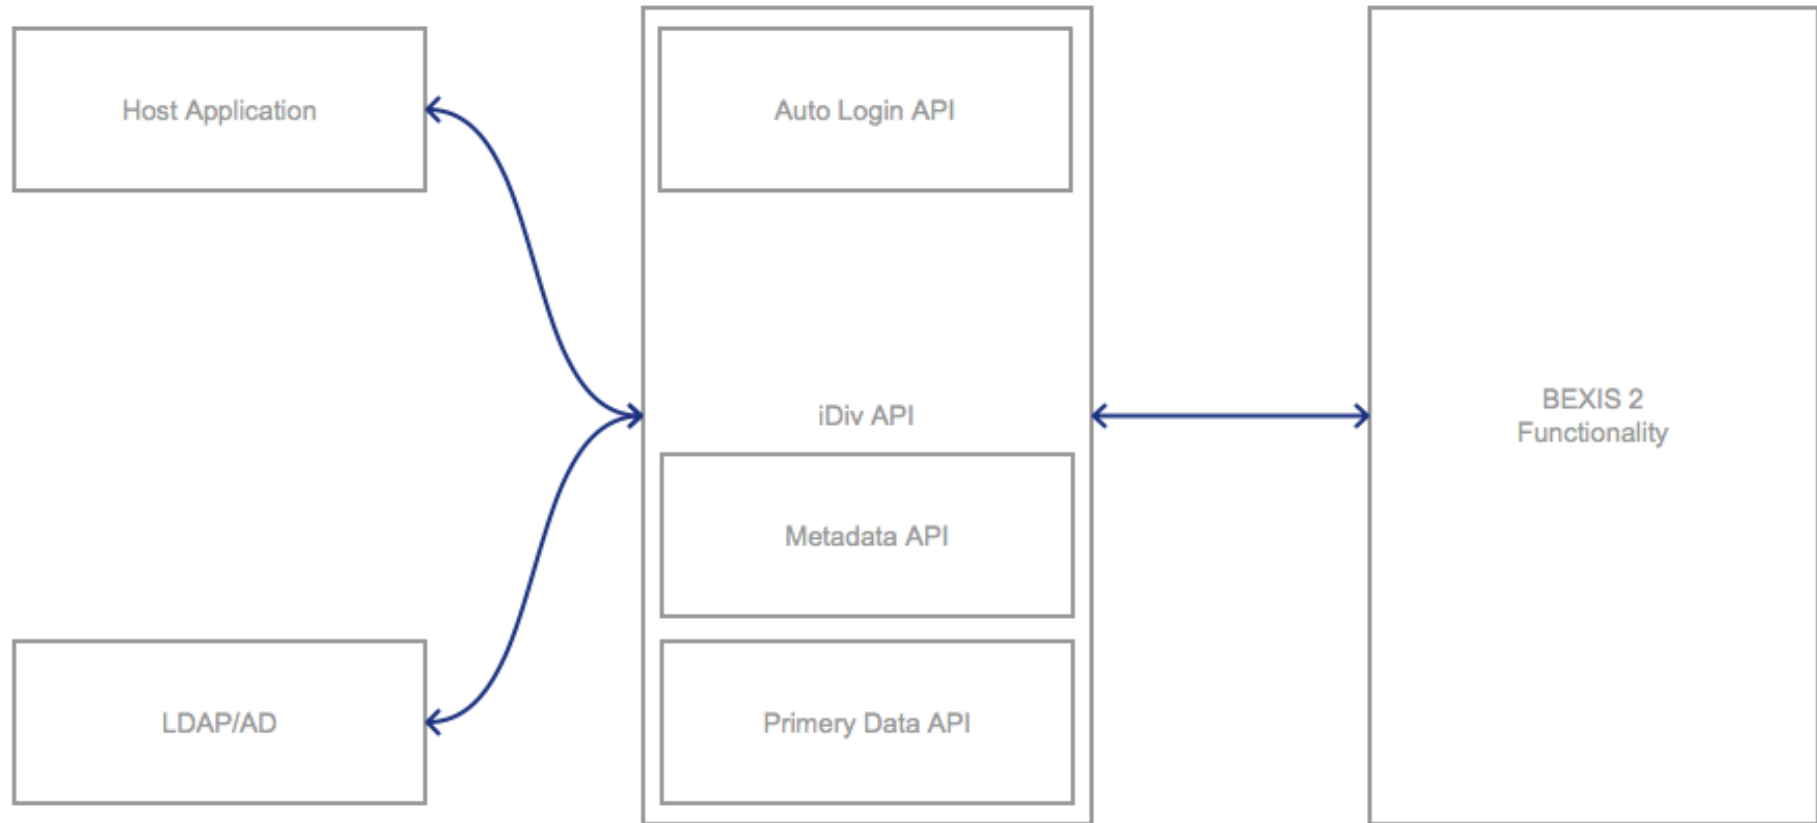 Host Application
Auto Login API
iDiv API
BEXIS 2
Functionality
Metadata API
LDAP/AD
Primery Data API